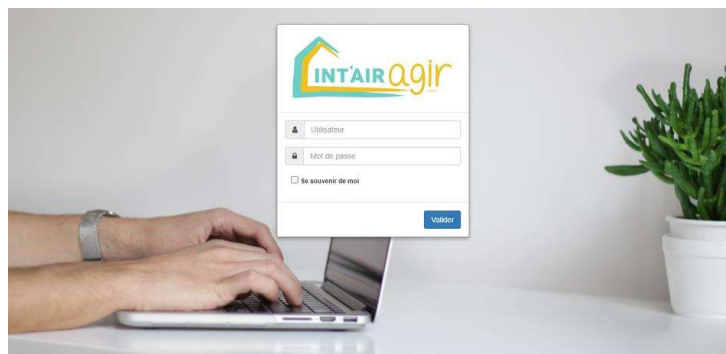 INT'AIR agir
Utilisateur
Mot de passe
Se souvenir de moi
Valider